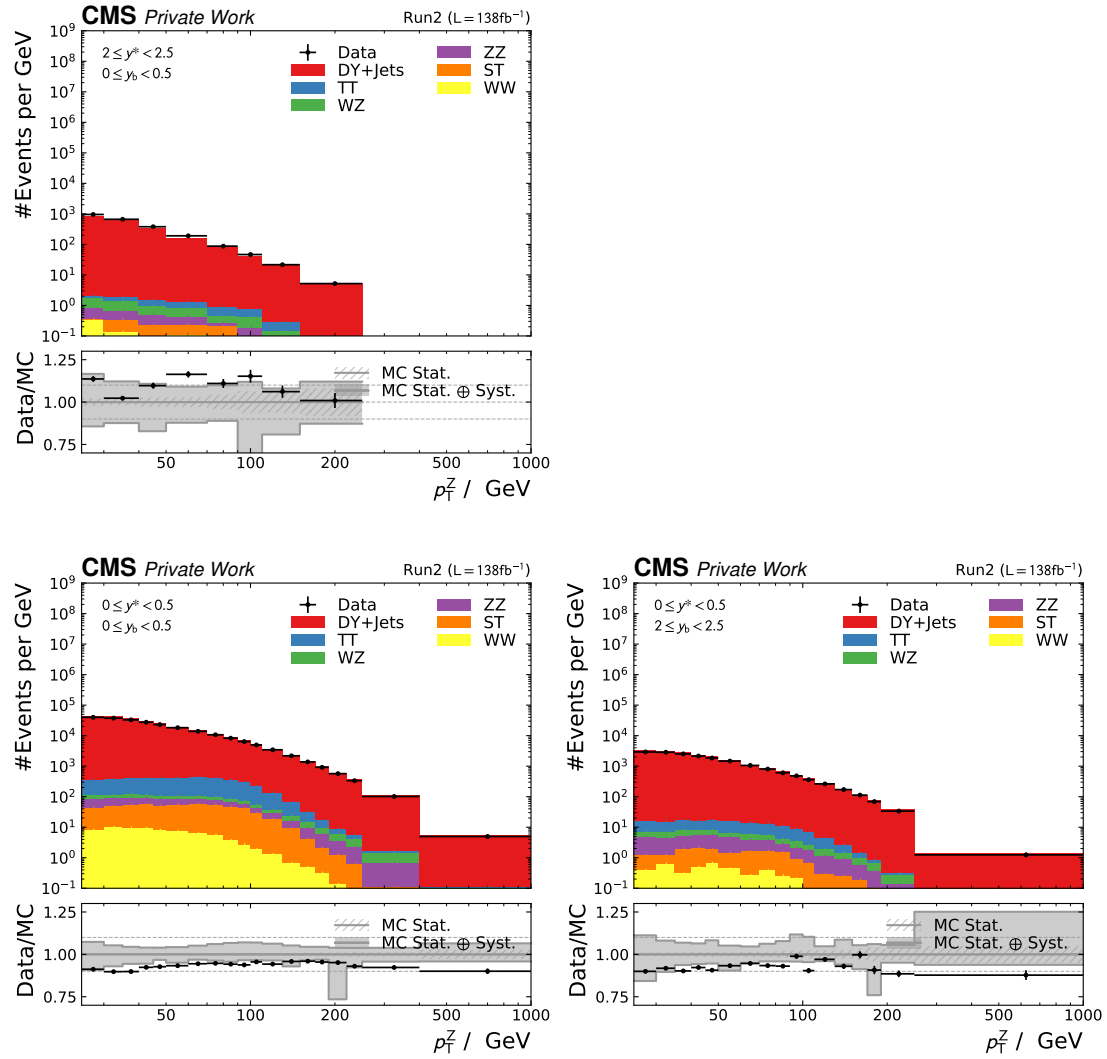 CMS Private Work Run2 (L = 138fb⁻¹)
2 ≤ y* < 2.5
0 ≤ y_b < 0.5
Data
DY+Jets
TT
WZ
ZZ
ST
WW
#Events per GeV
10⁹
10⁸
10⁷
10⁶
10⁵
10⁴
10³
10²
10¹
10⁰
10⁻¹
Data/MC
1.25
1.00
0.75
MC Stat.
MC Stat. ⊕ Syst.
50 100 200 1000
p_T^Z / GeV
CMS Private Work Run2 (L = 138fb⁻¹)
0 ≤ y* < 0.5
0 ≤ y_b < 0.5
Data
DY+Jets
TT
WZ
ZZ
ST
WW
#Events per GeV
10⁹
10⁸
10⁷
10⁶
10⁵
10⁴
10³
10²
10¹
10⁰
10⁻¹
Data/MC
1.25
1.00
0.75
MC Stat.
MC Stat. ⊕ Syst.
50 100 200 1000
p_T^Z / GeV
CMS Private Work Run2 (L = 138fb⁻¹)
0 ≤ y* < 0.5
2 ≤ y_b < 2.5
Data
DY+Jets
TT
WZ
ZZ
ST
WW
#Events per GeV
10⁹
10⁸
10⁷
10⁶
10⁵
10⁴
10³
10²
10¹
10⁰
10⁻¹
Data/MC
1.25
1.00
0.75
MC Stat.
MC Stat. ⊕ Syst.
50 100 200 1000
p_T^Z / GeV